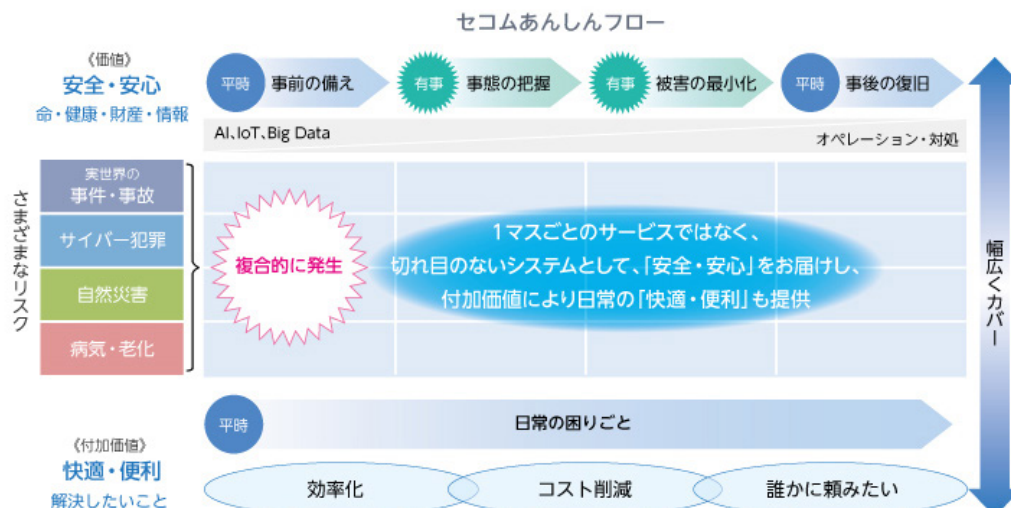 セコムあんしんフロー
《価値》
安全・安心
命・健康・財産・情報
平時
事前の備え
有事
事態の把握
有事
被害の最小化
平時
事後の復旧
AI、IoT、Big Data
オペレーション・対処
さまざまなリスク
実世界の
事件・事故
サイバー犯罪
自然災害
病気・老化
複合的に発生
1マスごとのサービスではなく、
切れ目のないシステムとして、「安全・安心」をお届けし、
付加価値により日常の「快適・便利」も提供
幅広くカバー
平時
日常の困りごと
《付加価値》
快適・便利
解決したいこと
効率化
コスト削減
誰かに頼みたい